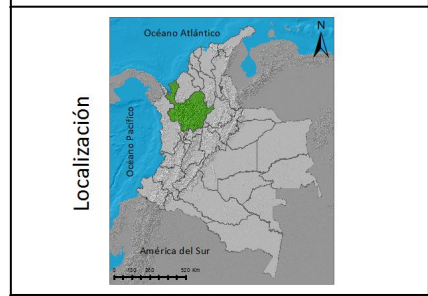 Localización
Océano Atlántico
N
Océano Pacífico
América del Sur
0 130 260 520 Km